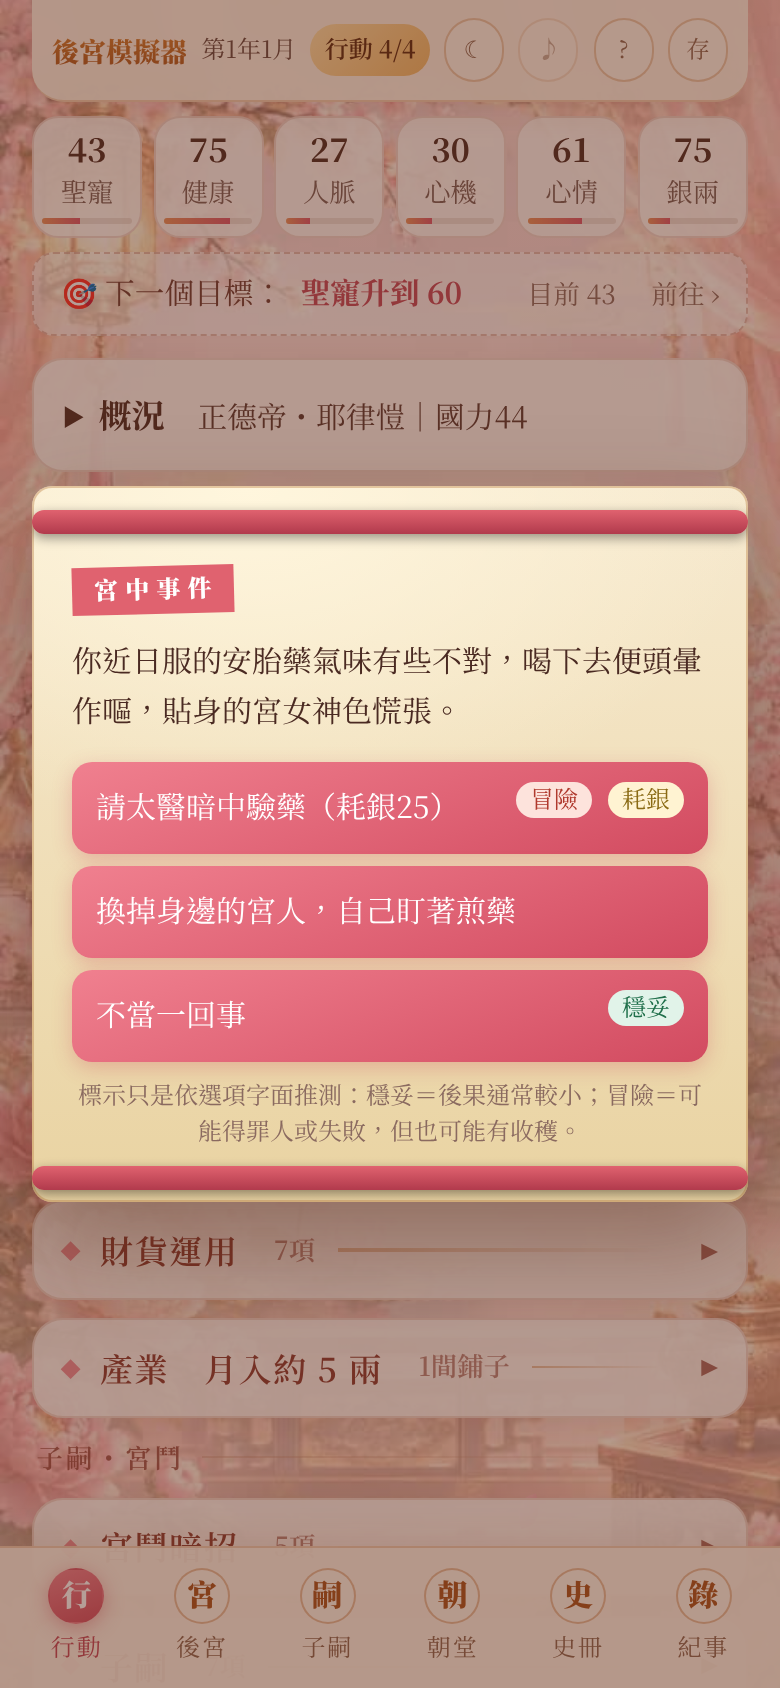 後宮模擬器 第1年1月 行動 4/4 ☾ ♪ ? 存
43 75 27 30 61 75
聖寵 健康 人脈 心機 心情 銀兩
🎯 下一個目標： 聖寵升到 60 目前 43 前往 ›
▶ 概況 正德帝・耶律愷｜國力44
宮中事件
你近日服的安胎藥氣味有些不對，喝下去便頭暈
作嘔，貼身的宮女神色慌張。
請太醫暗中驗藥（耗銀25） 冒險 耗銀
換掉身邊的宮人，自己盯著煎藥
不當一回事 穩妥
標示只是依選項字面推測：穩妥＝後果通常較小；冒險＝可
能得罪人或失敗，但也可能有收穫。
◆ 財貨運用 7項 ▶
◆ 產業 月入約 5 兩 1間鋪子 ▶
子嗣・宮鬥
宮鬥暗招 5項
行 宮 嗣 朝 史 錄
行動 後宮 子嗣 朝堂 史冊 紀事